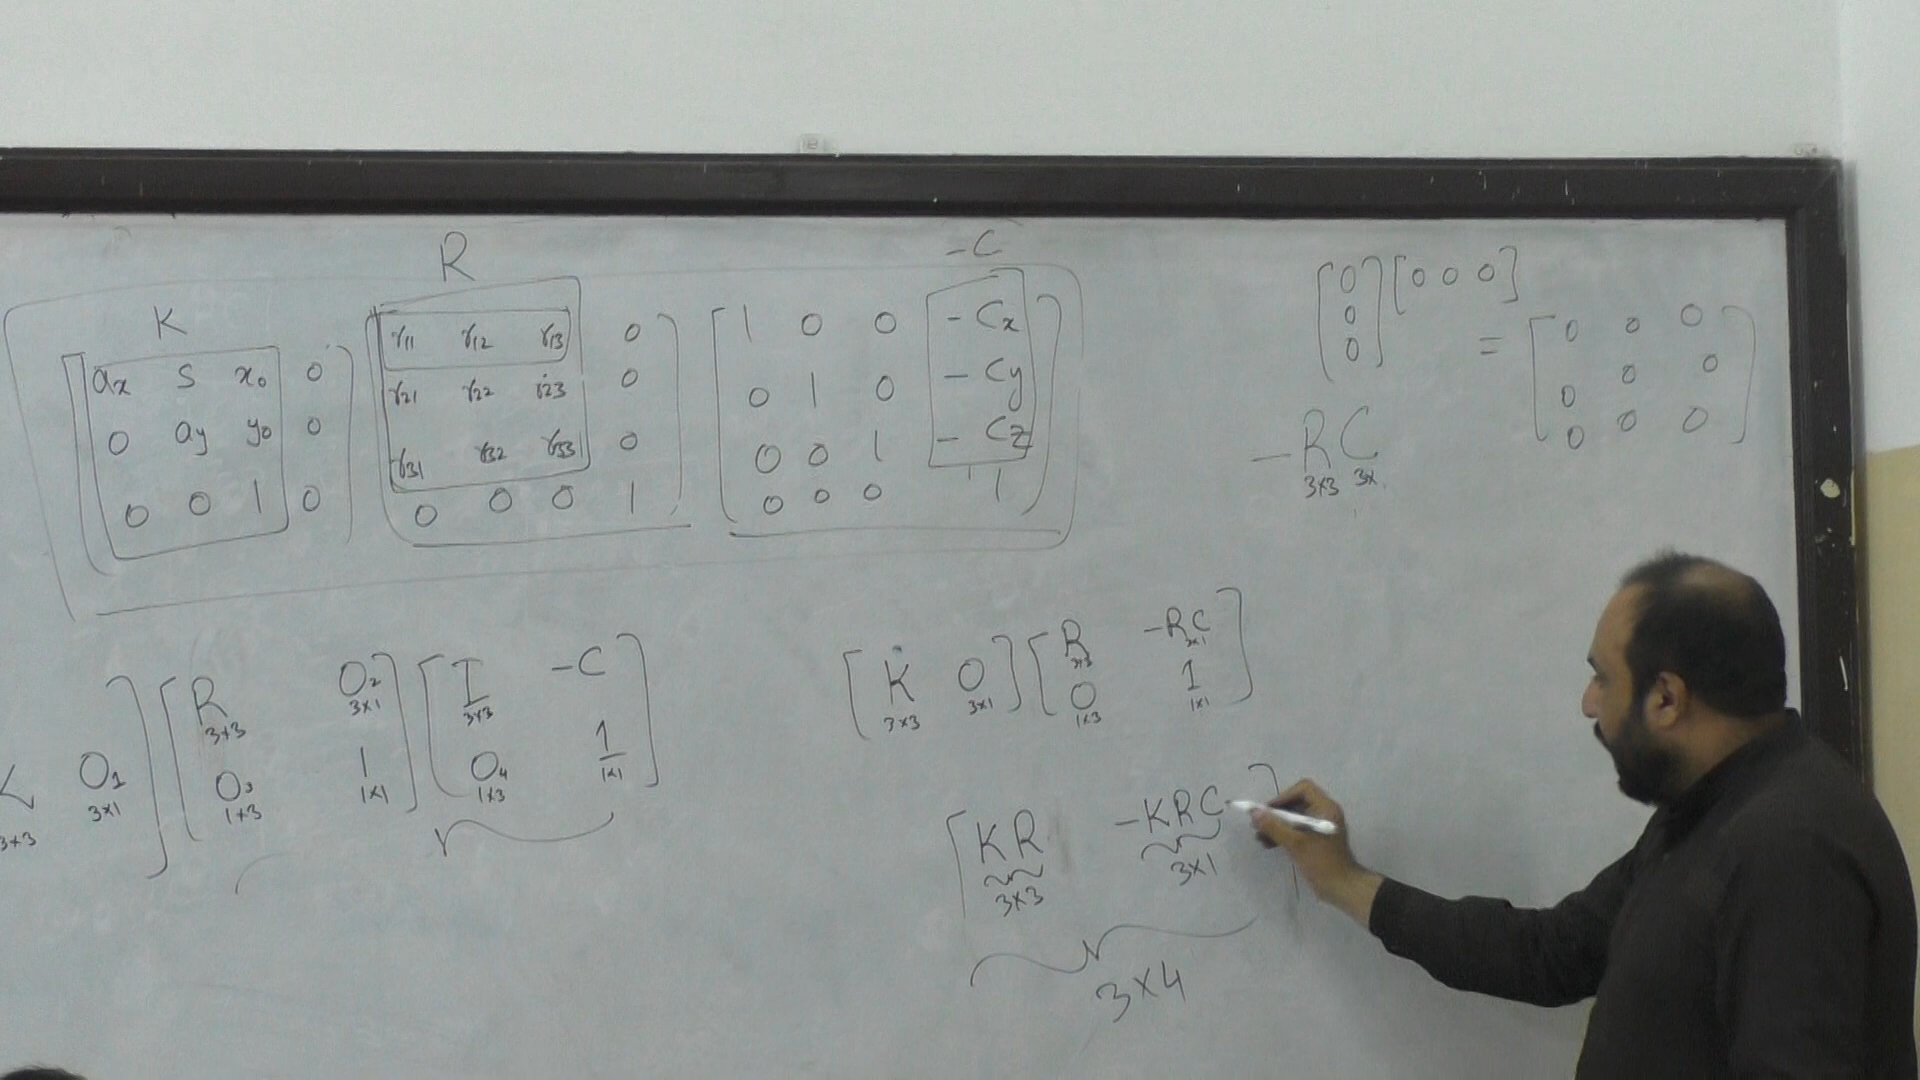 K
R
-C
ax s x0 0
0 ay y0 0
0 0 1 0
r11 r12 r13 0
r21 r22 r23 0
r31 r32 r33 0
0 0 0 1
1 0 0 -Cx
0 1 0 -Cy
0 0 1 -Cz
0 0 0 1
[0 0 0]
0
0
0
=
0 0 0
0 0 0
0 0 0
-RC
3x3 3x1
O1
3x3 3x1
R O2
3x3 3x1
O3 1
1x3 1x1
I -C
3x3
O4 1
1x3 1x1
K O
3x3 3x1
R -RC
3x3 3x1
O 1
1x3 1x1
KR -KRC
3x3 3x1
3x4